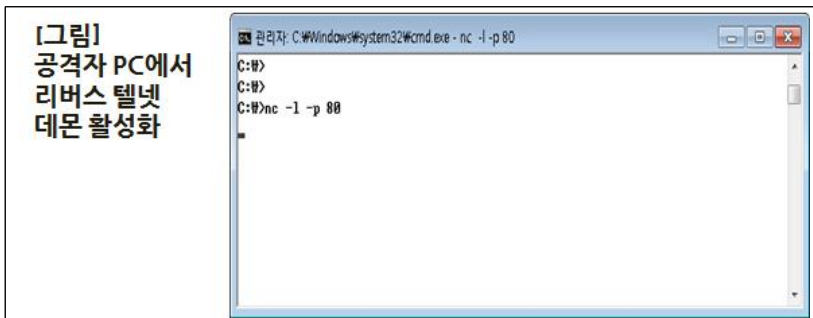 [그림]
공격자 PC에서
리버스 텔넷
데몬 활성화
관리자: C:₩Windows₩system32₩cmd.exe - nc -l -p 80
C:₩>
C:₩>
C:₩>nc -l -p 80